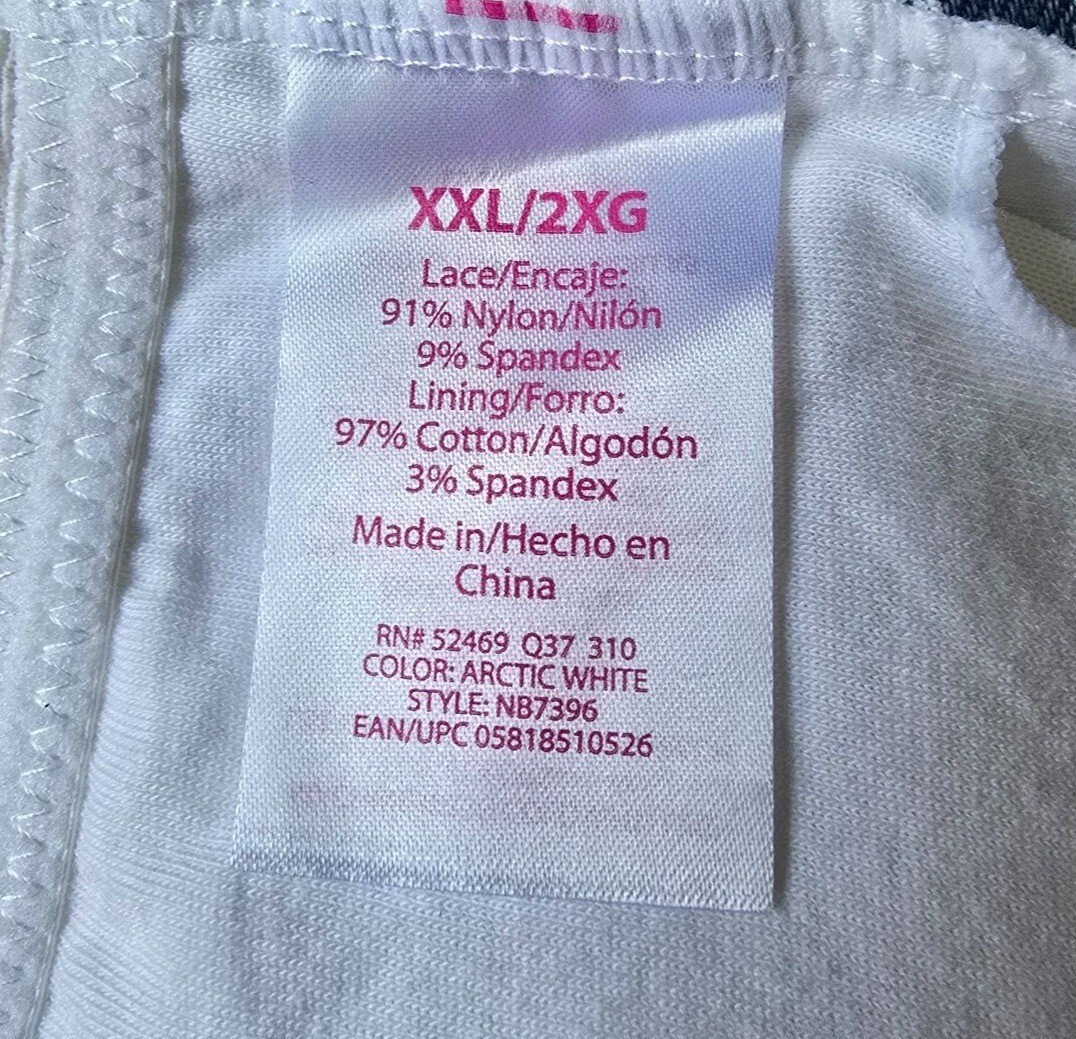 XXL/2XG
Lace/Encaje:
91% Nylon/Nilón
9% Spandex
Lining/Forro:
97% Cotton/Algodón
3% Spandex
Made in/Hecho en
China
RN# 52469 Q37 310
COLOR: ARCTIC WHITE
STYLE: NB7396
EAN/UPC 05818510526